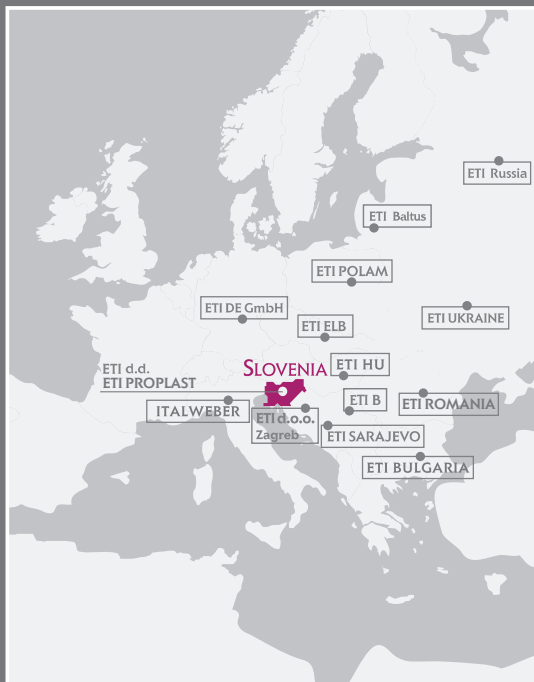 ETI Russia
ETI Baltus
ETI POLAM
ETI DE GmbH
ETI UKRAINE
ETI ELB
ETI d.d.
ETI PROPLAST
SLOVENIA
ETI HU
ITALWEBER
ETI B
ETI ROMANIA
ETI d.o.o.
Zagreb
ETI SARAJEVO
ETI BULGARIA